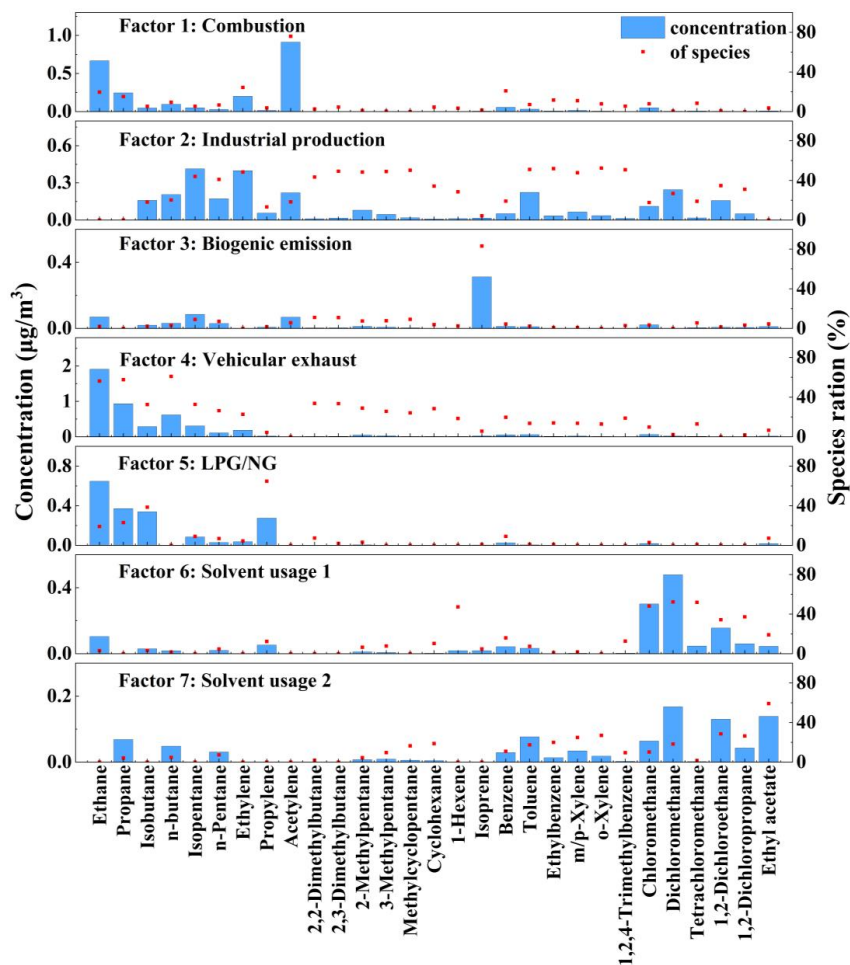 Factor 1: Combustion
concentration
of species
1.0
0.5
0.0
80
40
0
Factor 2: Industrial production
0.6
0.3
0.0
80
40
0
Factor 3: Biogenic emission
0.4
0.0
80
40
0
Factor 4: Vehicular exhaust
2
1
0
80
40
0
Factor 5: LPG/NG
0.8
0.4
0.0
80
40
0
Factor 6: Solvent usage 1
0.4
0.0
80
40
0
Factor 7: Solvent usage 2
0.2
0.0
80
40
0
Concentration (μg/m³)
Species ration (%)
Ethane
Propane
Isobutane
n-butane
Isopentane
n-Pentane
Ethylene
Propylene
Acetylene
2,2-Dimethylbutane
2,3-Dimethylbutane
2-Methylpentane
3-Methylpentane
Methylcyclopentane
Cyclohexane
1-Hexene
Isoprene
Benzene
Toluene
Ethylbenzene
m/p-Xylene
o-Xylene
1,2,4-Trimethylbenzene
Chloromethane
Dichloromethane
Tetrachloromethane
1,2-Dichloroethane
1,2-Dichloropropane
Ethyl acetate